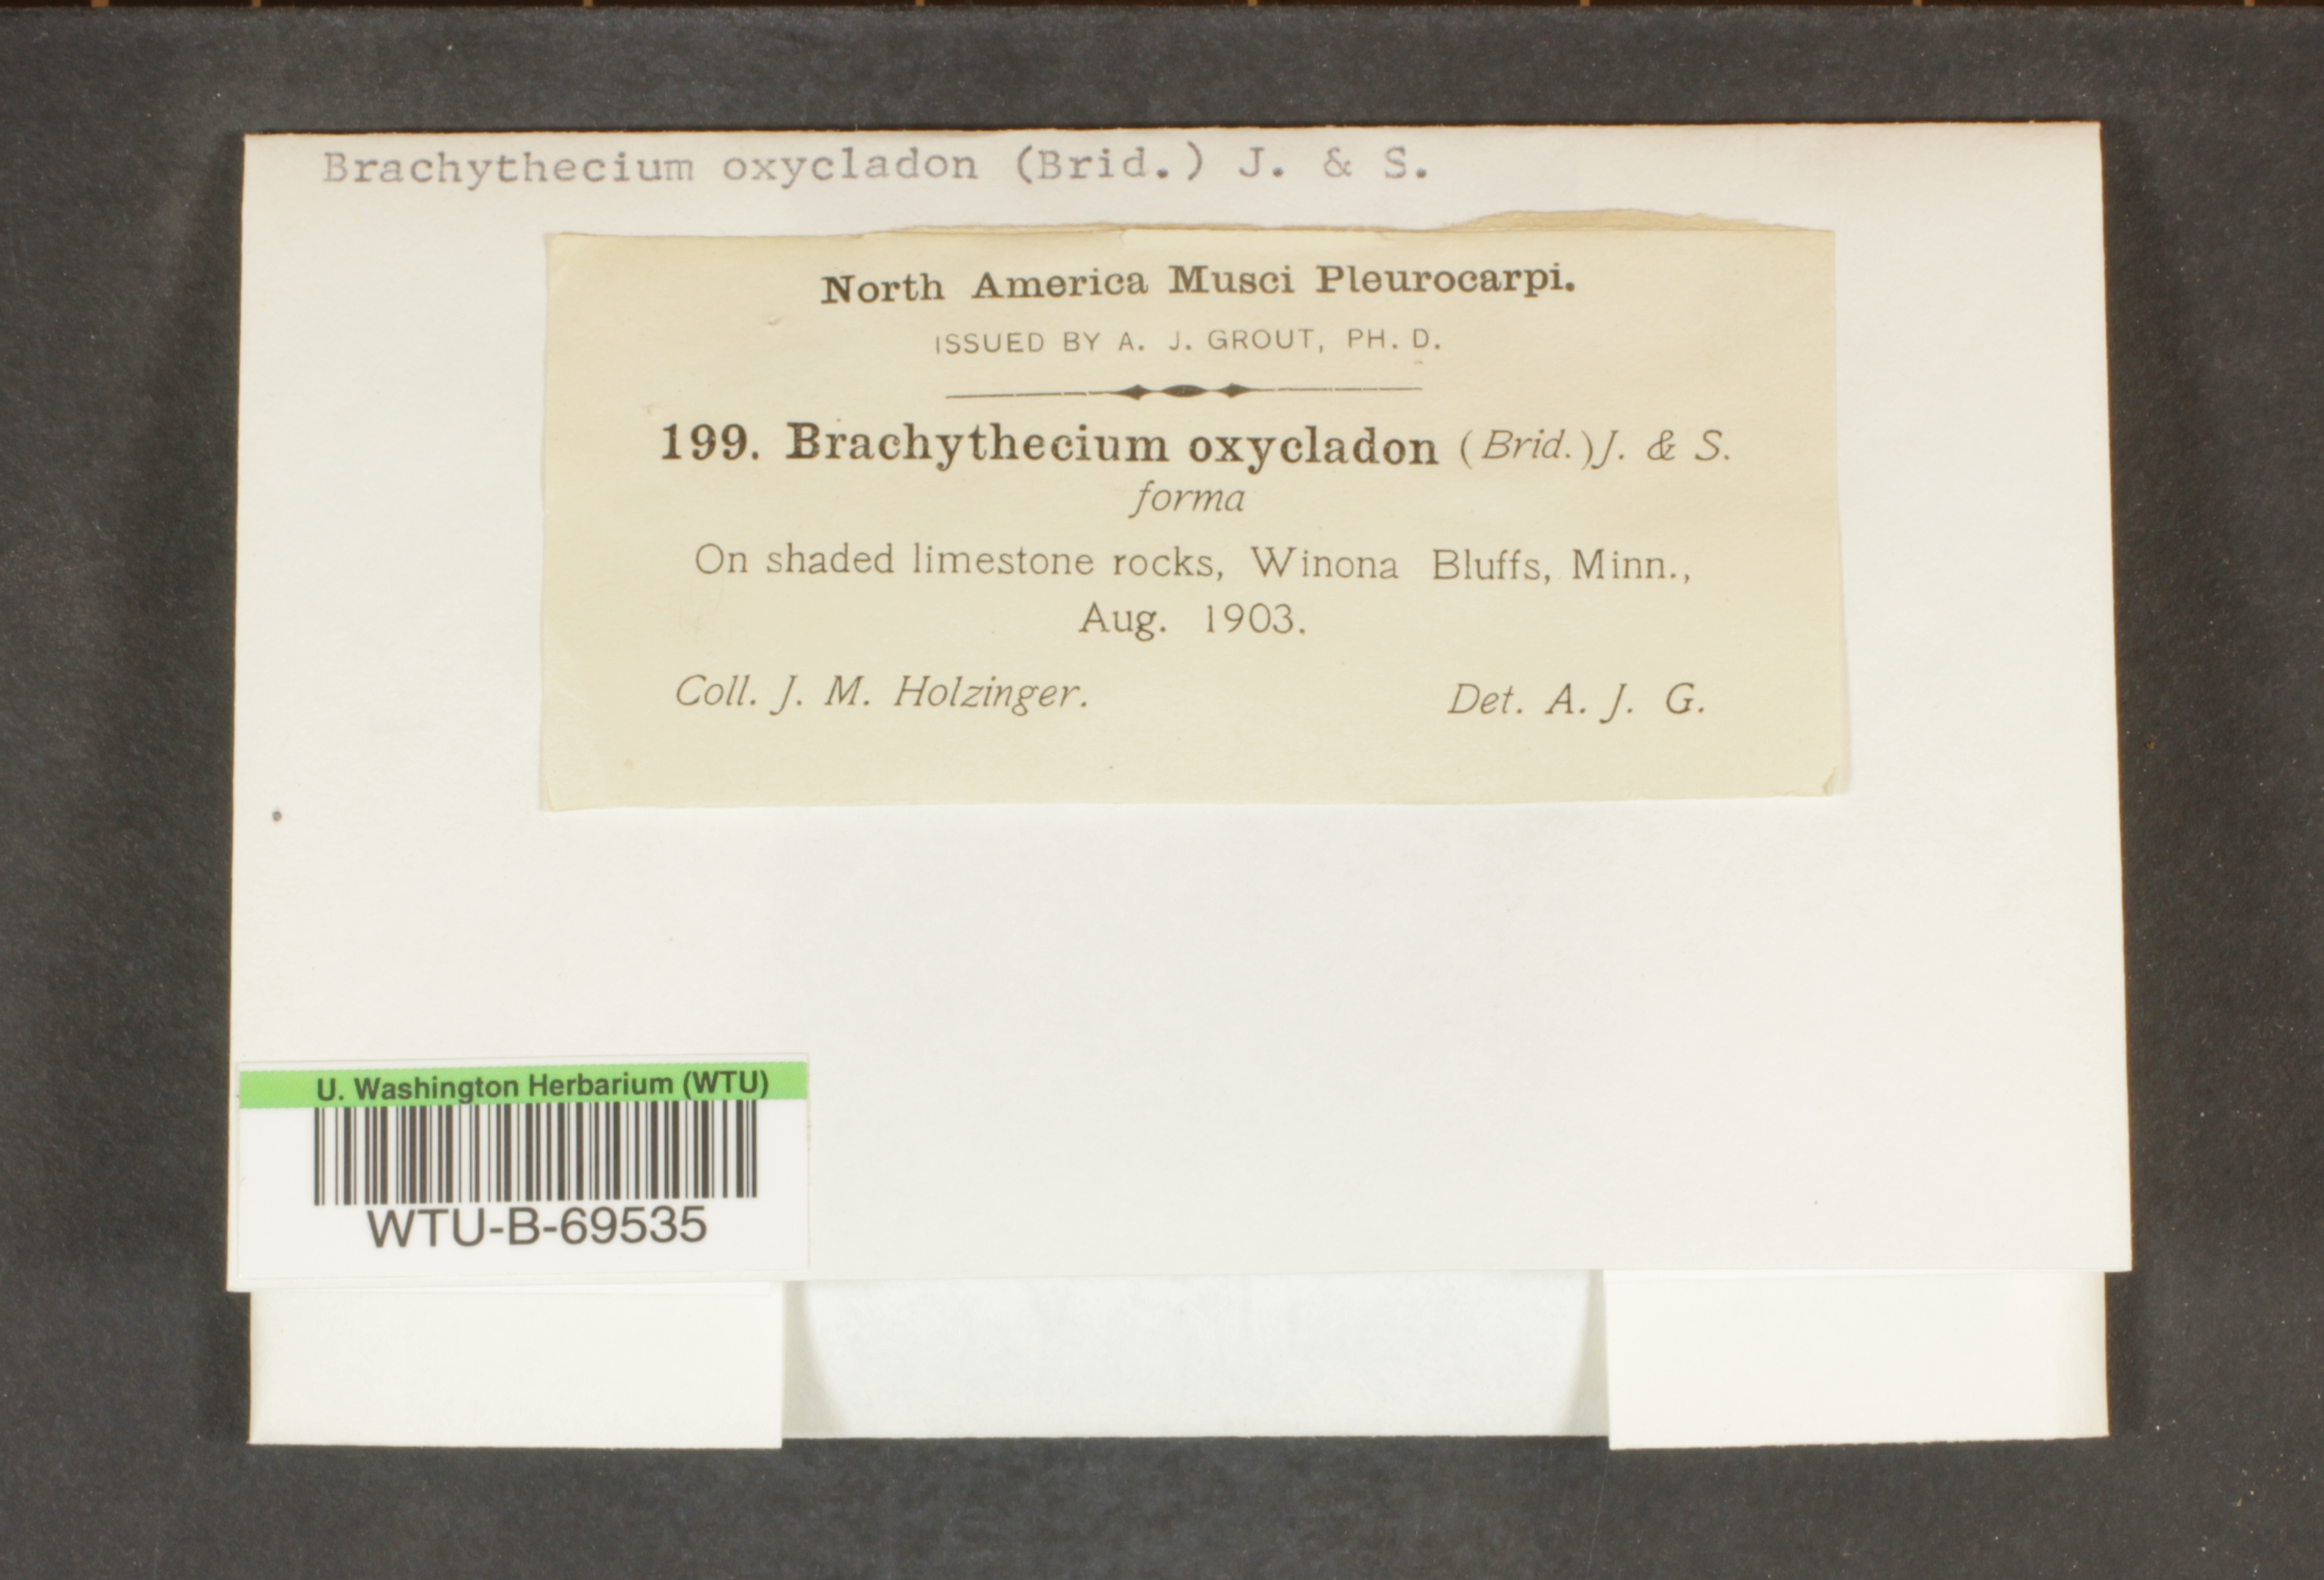 Brachythecium oxycladon (Brid.) J. & S.
North America Musci Pleurocarpi.
ISSUED BY A. J. GROUT, PH. D.
199. Brachythecium oxycladon (Brid.) J. & S.
forma
On shaded limestone rocks, Winona Bluffs, Minn.,
Aug. 1903.
Coll. J. M. Holzinger. Det. A. J. G.
U. Washington Herbarium (WTU)
WTU-B-69535